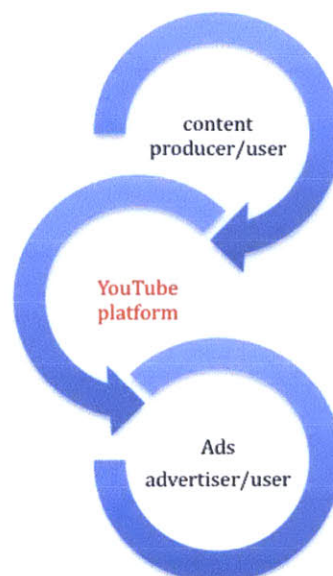 content
producer/user
YouTube
platform
Ads
advertiser/user